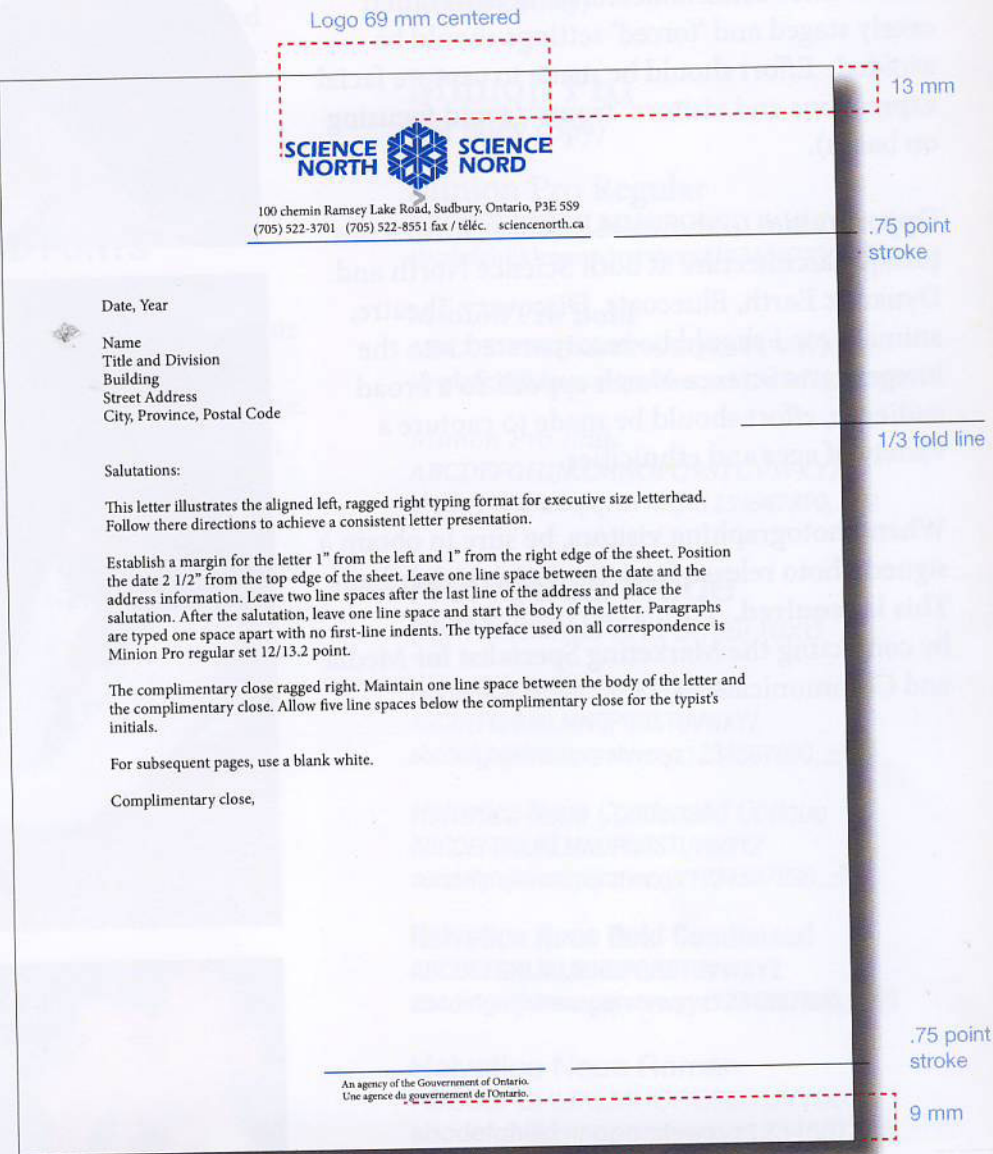 Logo 69 mm centered
13 mm
SCIENCE NORTH SCIENCE NORD
100 chemin Ramsey Lake Road, Sudbury, Ontario, P3E 5S9
(705) 522-3701 (705) 522-8551 fax / téléc. sciencenorth.ca
.75 point
stroke
Date, Year
Name
Title and Division
Building
Street Address
City, Province, Postal Code
1/3 fold line
Salutations:
This letter illustrates the aligned left, ragged right typing format for executive size letterhead.
Follow there directions to achieve a consistent letter presentation.
Establish a margin for the letter 1” from the left and 1” from the right edge of the sheet. Position
the date 2 1/2” from the top edge of the sheet. Leave one line space between the date and the
address information. Leave two line spaces after the last line of the address and place the
salutation. After the salutation, leave one line space and start the body of the letter. Paragraphs
are typed one space apart with no first-line indents. The typeface used on all correspondence is
Minion Pro regular set 12/13.2 point.
The complimentary close ragged right. Maintain one line space between the body of the letter and
the complimentary close. Allow five line spaces below the complimentary close for the typist's
initials.
For subsequent pages, use a blank white.
Complimentary close,
.75 point
stroke
An agency of the Gouvernment of Ontario.
Une agence du gouvernement de l'Ontario.
9 mm